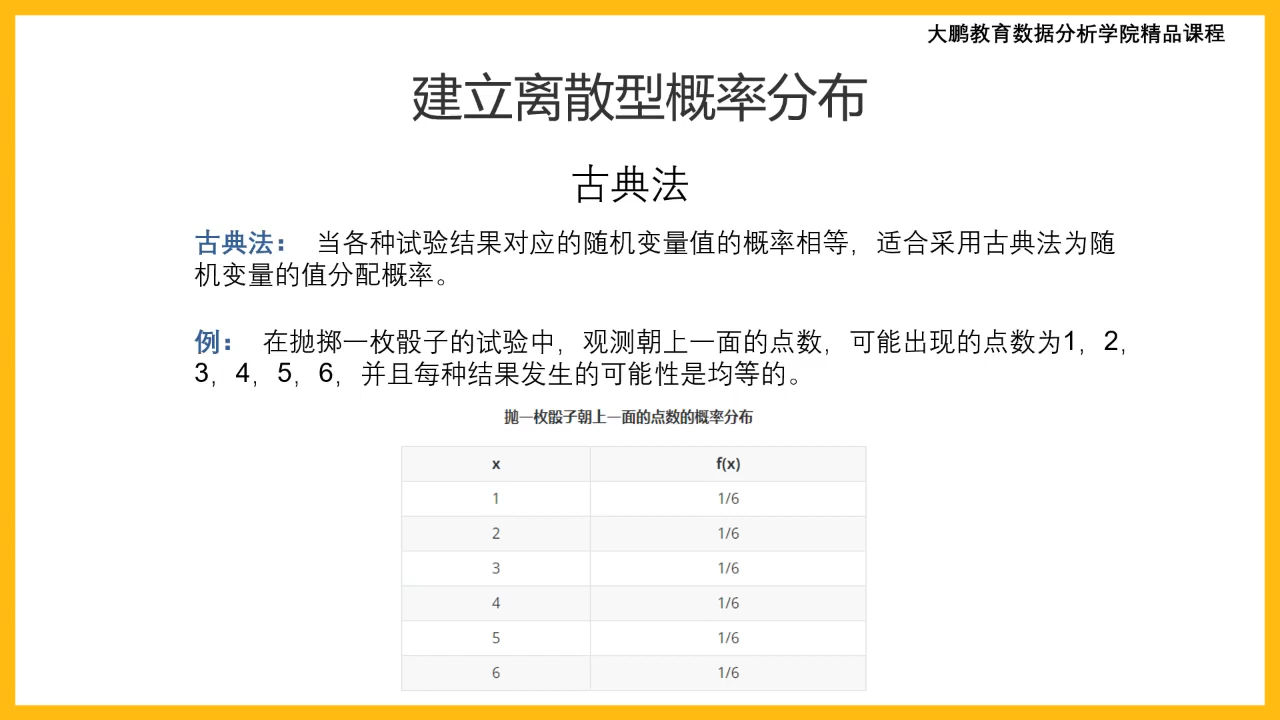 大鹏教育数据分析学院精品课程
建立离散型概率分布
古典法
古典法： 当各种试验结果对应的随机变量值的概率相等，适合采用古典法为随
机变量的值分配概率。
例： 在抛掷一枚骰子的试验中，观测朝上一面的点数，可能出现的点数为1，2，
3，4，5，6，并且每种结果发生的可能性是均等的。
抛一枚骰子朝上一面的点数的概率分布
x f(x)
1 1/6
2 1/6
3 1/6
4 1/6
5 1/6
6 1/6